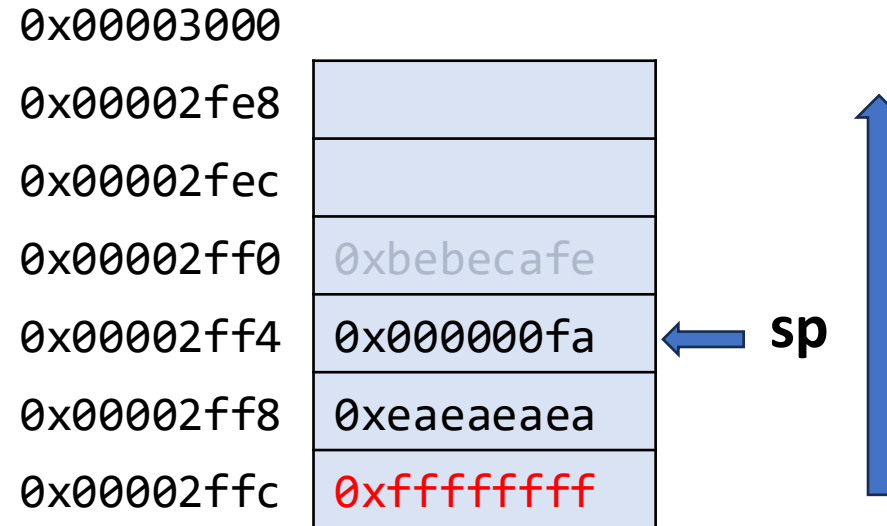 0x00003000
0x00002fe8
0x00002fec
0x00002ff0 0xbebecafe
0x00002ff4 0x000000fa sp
0x00002ff8 0xeaeaeaea
0x00002ffc 0xffffffff